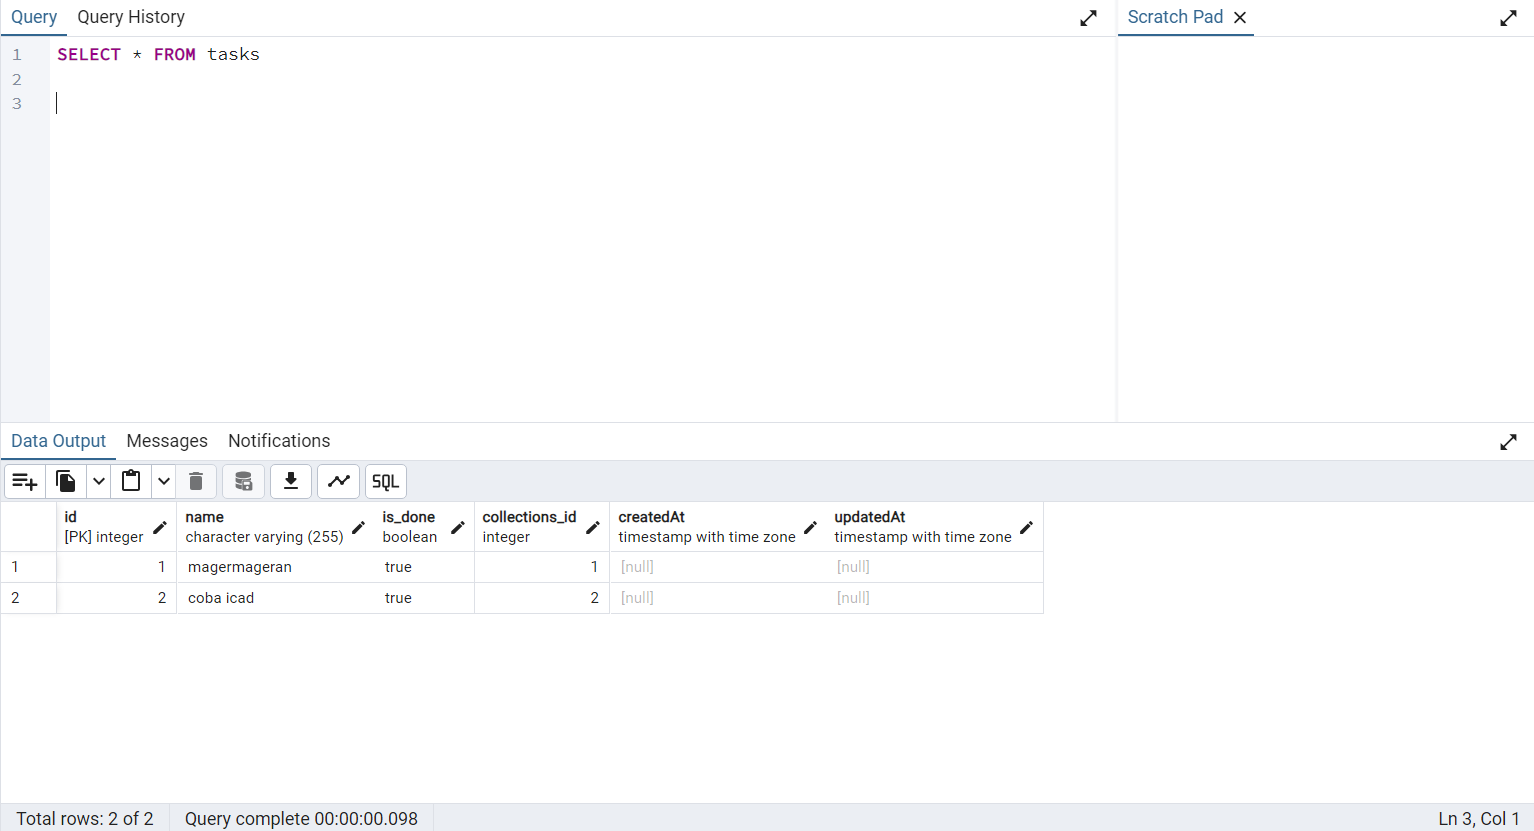 Query Query History Scratch Pad
1 SELECT * FROM tasks
2
3
Data Output Messages Notifications
SQL
id name is_done collections_id createdAt updatedAt
[PK] integer character varying (255) boolean integer timestamp with time zone timestamp with time zone
1 1 magermageran true 1 [null] [null]
2 2 coba icad true 2 [null] [null]
Total rows: 2 of 2 Query complete 00:00:00.098 Ln 3, Col 1